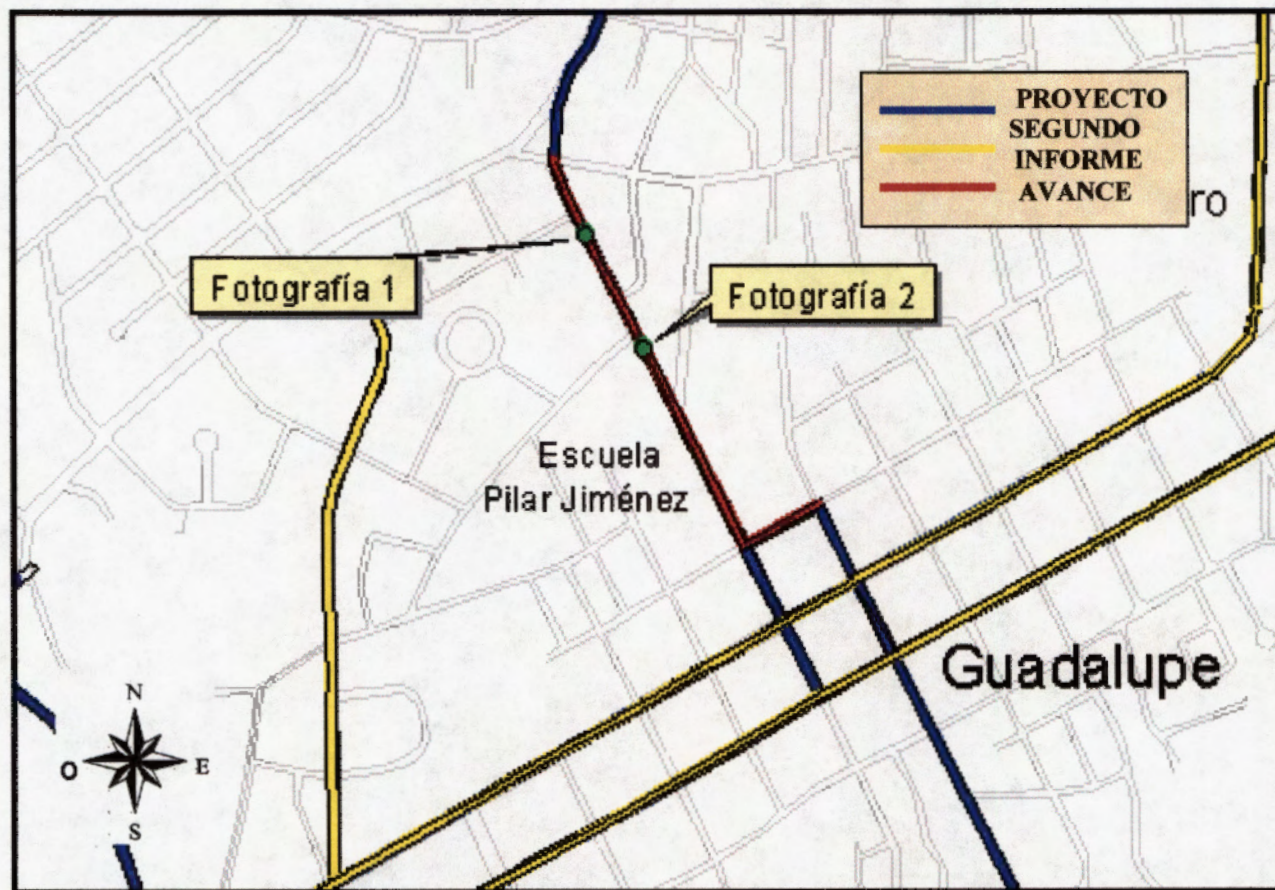 PROYECTO
SEGUNDO
INFORME
AVANCE
ro
Fotografía 1
Fotografía 2
Escuela
Pilar Jiménez
Guadalupe
N
O
E
S